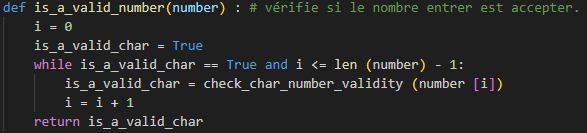 def is_a_valid_number(number) : # vérifie si le nombre entrer est accepter.
    i = 0
    is_a_valid_char = True
    while is_a_valid_char == True and i <= len (number) - 1:
        is_a_valid_char = check_char_number_validity (number [i])
        i = i + 1
    return is_a_valid_char